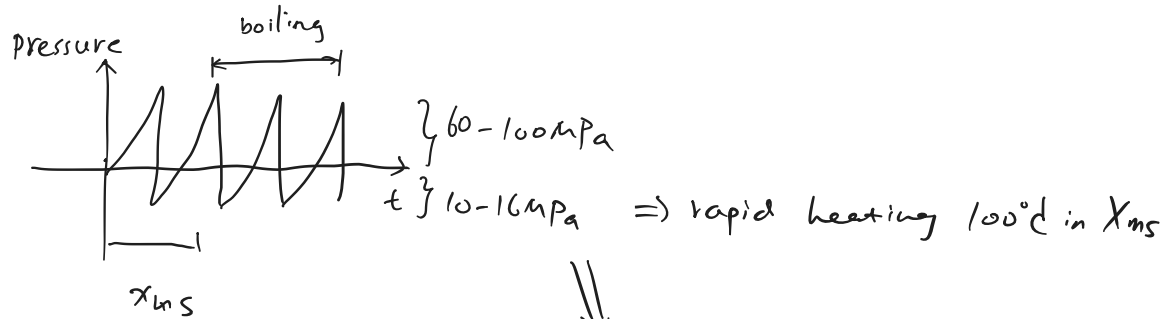 boiling
Pressure
} 60-100MPa
t } 10-16MPa => rapid heating 100°C in Xms
xms